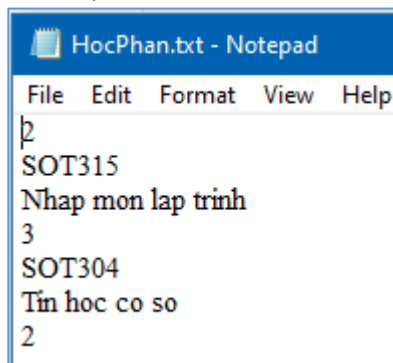 HocPhan.txt - Notepad
File Edit Format View Help
2
SOT315
Nhap mon lap trinh
3
SOT304
Tin hoc co so
2